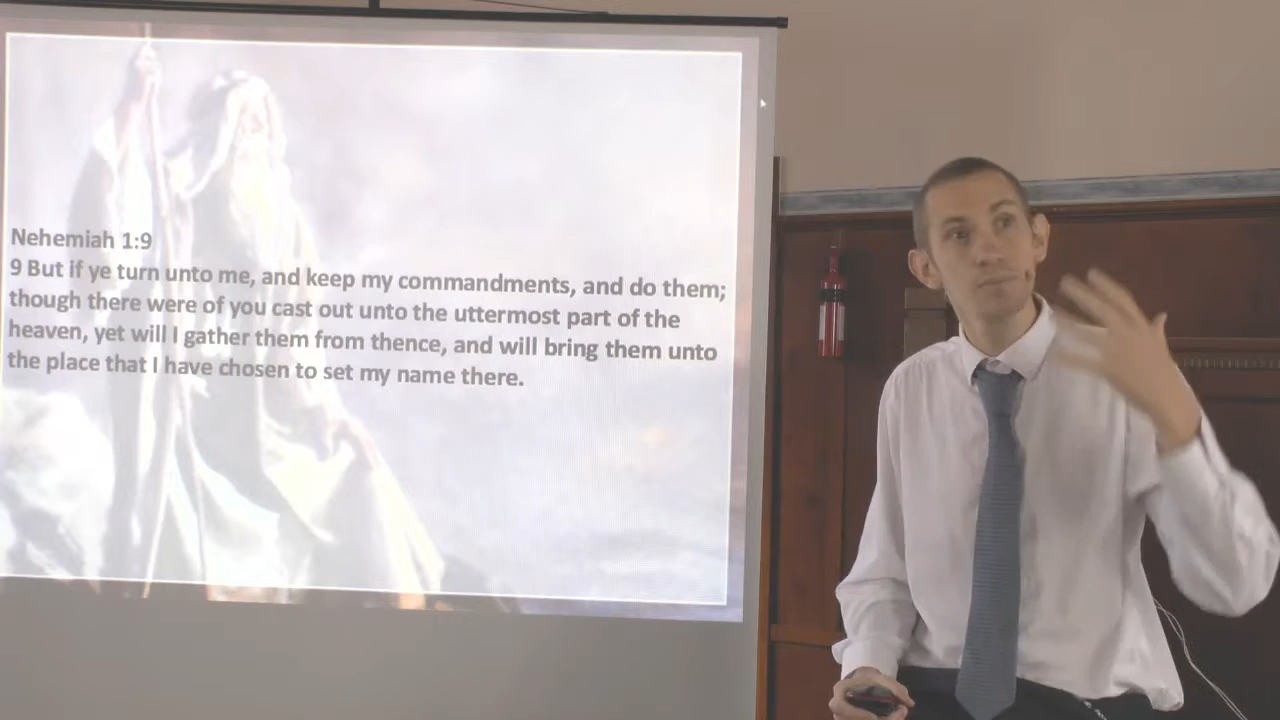 Nehemiah 1:9
9 But if ye turn unto me, and keep my commandments, and do them;
though there were of you cast out unto the uttermost part of the
heaven, yet will I gather them from thence, and will bring them unto
the place that I have chosen to set my name there.